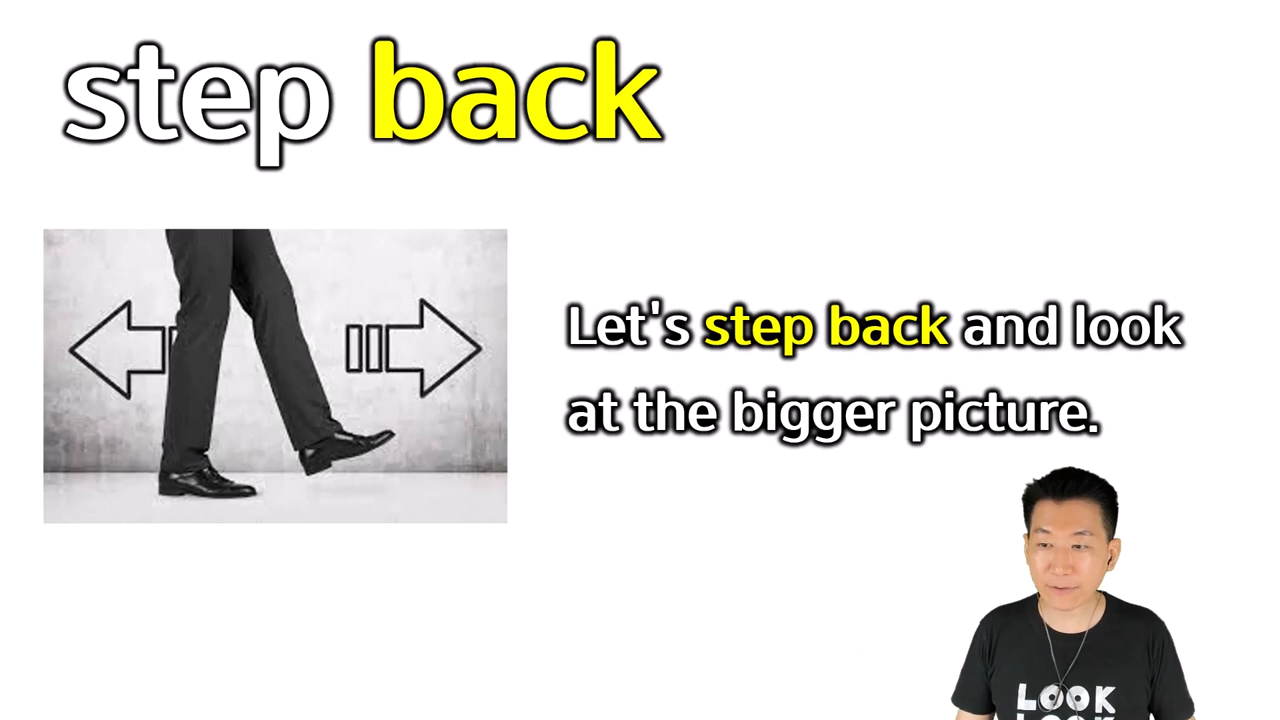 step back
Let's step back and look
at the bigger picture.
LOOK